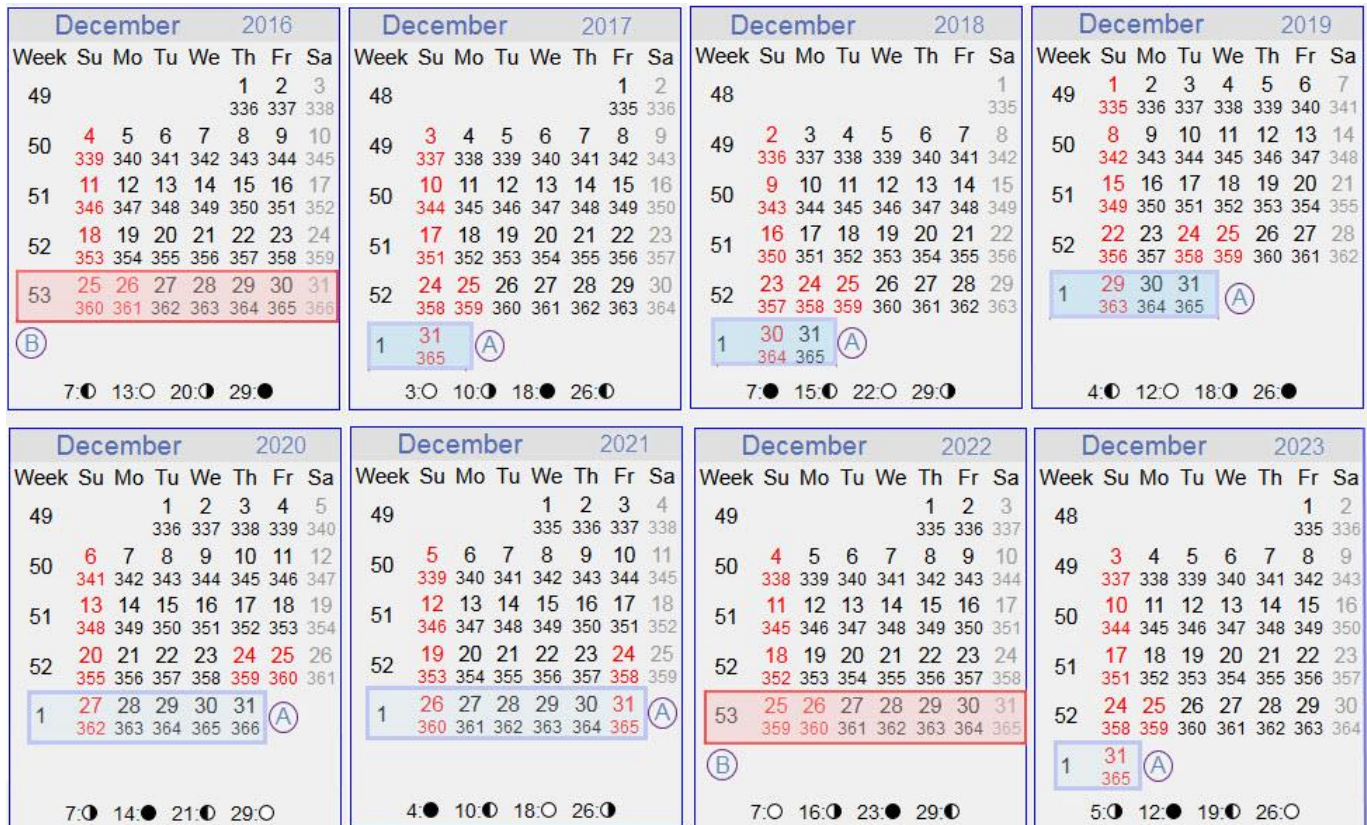 December 2016
Week Su Mo Tu We Th Fr Sa
49 1 2 3
336 337 338
50 4 5 6 7 8 9 10
339 340 341 342 343 344 345
51 11 12 13 14 15 16 17
346 347 348 349 350 351 352
52 18 19 20 21 22 23 24
353 354 355 356 357 358 359
53 25 26 27 28 29 30 31
360 361 362 363 364 365 366
B
7: 13: 20: 29:
December 2017
Week Su Mo Tu We Th Fr Sa
48 1 2
335 336
49 3 4 5 6 7 8 9
337 338 339 340 341 342 343
50 10 11 12 13 14 15 16
344 345 346 347 348 349 350
51 17 18 19 20 21 22 23
351 352 353 354 355 356 357
52 24 25 26 27 28 29 30
358 359 360 361 362 363 364
1 31 A
365
3: 10: 18: 26:
December 2018
Week Su Mo Tu We Th Fr Sa
48 1
335
49 2 3 4 5 6 7 8
336 337 338 339 340 341 342
50 9 10 11 12 13 14 15
343 344 345 346 347 348 349
51 16 17 18 19 20 21 22
350 351 352 353 354 355 356
52 23 24 25 26 27 28 29
357 358 359 360 361 362 363
1 30 31 A
364 365
7: 15: 22: 29:
December 2019
Week Su Mo Tu We Th Fr Sa
49 1 2 3 4 5 6 7
335 336 337 338 339 340 341
50 8 9 10 11 12 13 14
342 343 344 345 346 347 348
51 15 16 17 18 19 20 21
349 350 351 352 353 354 355
52 22 23 24 25 26 27 28
356 357 358 359 360 361 362
1 29 30 31 A
363 364 365
4: 12: 18: 26:
December 2020
Week Su Mo Tu We Th Fr Sa
49 1 2 3 4 5
336 337 338 339 340
50 6 7 8 9 10 11 12
341 342 343 344 345 346 347
51 13 14 15 16 17 18 19
348 349 350 351 352 353 354
52 20 21 22 23 24 25 26
355 356 357 358 359 360 361
1 27 28 29 30 31 A
362 363 364 365 366
7: 14: 21: 29:
December 2021
Week Su Mo Tu We Th Fr Sa
49 1 2 3 4
335 336 337 338
50 5 6 7 8 9 10 11
339 340 341 342 343 344 345
51 12 13 14 15 16 17 18
346 347 348 349 350 351 352
52 19 20 21 22 23 24 25
353 354 355 356 357 358 359
1 26 27 28 29 30 31 A
360 361 362 363 364 365
4: 10: 18: 26:
December 2022
Week Su Mo Tu We Th Fr Sa
49 1 2 3
335 336 337
50 4 5 6 7 8 9 10
338 339 340 341 342 343 344
51 11 12 13 14 15 16 17
345 346 347 348 349 350 351
52 18 19 20 21 22 23 24
352 353 354 355 356 357 358
53 25 26 27 28 29 30 31
359 360 361 362 363 364 365
B
7: 16: 23: 29:
December 2023
Week Su Mo Tu We Th Fr Sa
48 1 2
335 336
49 3 4 5 6 7 8 9
337 338 339 340 341 342 343
50 10 11 12 13 14 15 16
344 345 346 347 348 349 350
51 17 18 19 20 21 22 23
351 352 353 354 355 356 357
52 24 25 26 27 28 29 30
358 359 360 361 362 363 364
1 31 A
365
5: 12: 19: 26: